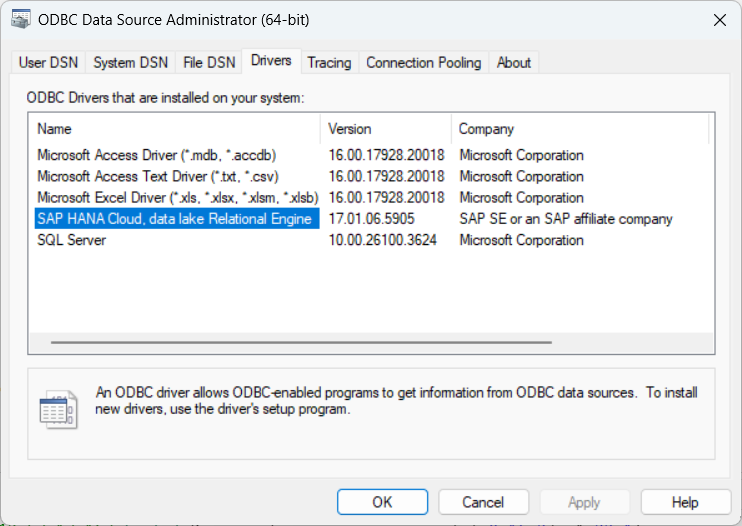 ODBC Data Source Administrator (64-bit)
User DSN System DSN File DSN Drivers Tracing Connection Pooling About
ODBC Drivers that are installed on your system:
Name Version Company
Microsoft Access Driver (*.mdb, *.accdb) 16.00.17928.20018 Microsoft Corporation
Microsoft Access Text Driver (*.txt, *.csv) 16.00.17928.20018 Microsoft Corporation
Microsoft Excel Driver (*.xls, *.xlsx, *.xlsm, *.xlsb) 16.00.17928.20018 Microsoft Corporation
SAP HANA Cloud, data lake Relational Engine 17.01.06.5905 SAP SE or an SAP affiliate company
SQL Server 10.00.26100.3624 Microsoft Corporation
An ODBC driver allows ODBC-enabled programs to get information from ODBC data sources. To install
new drivers, use the driver's setup program.
OK Cancel Apply Help